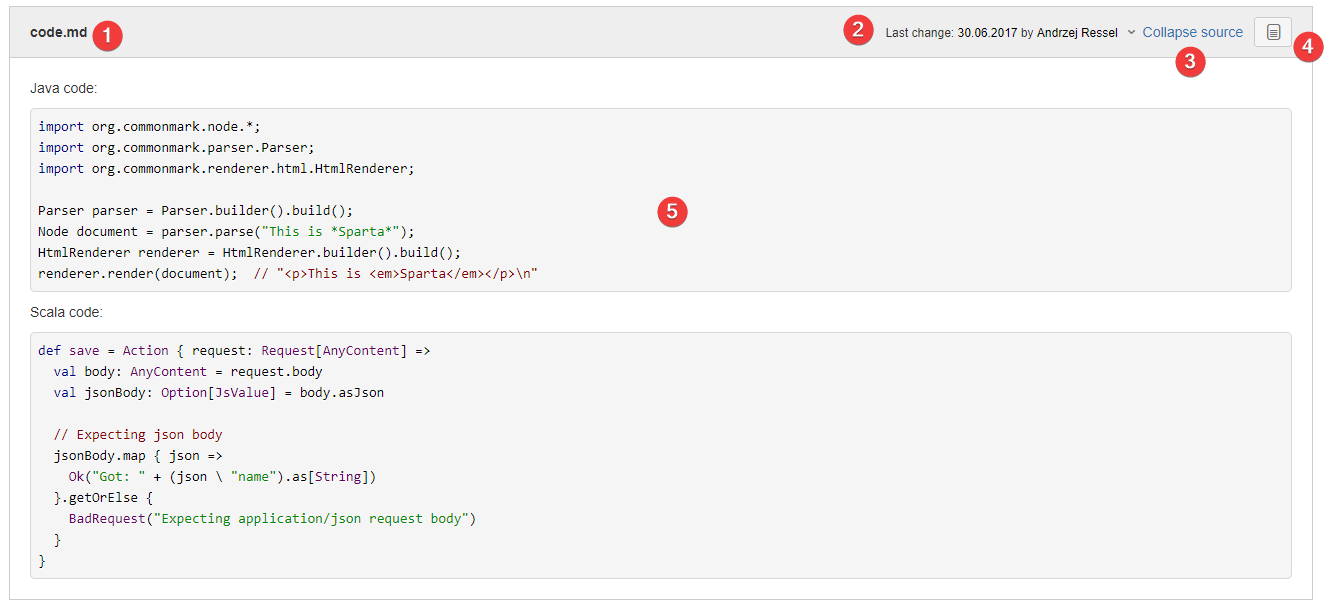 code.md 1 2 Last change: 30.06.2017 by Andrzej Ressel Collapse source
3 4
Java code:
import org.commonmark.node.*;
import org.commonmark.parser.Parser;
import org.commonmark.renderer.html.HtmlRenderer;
Parser parser = Parser.builder().build();
5
Node document = parser.parse("This is *Sparta*");
HtmlRenderer renderer = HtmlRenderer.builder().build();
renderer.render(document);  // "<p>This is <em>Sparta</em></p>\n"
Scala code:
def save = Action { request: Request[AnyContent] =>
  val body: AnyContent = request.body
  val jsonBody: Option[JsValue] = body.asJson
  // Expecting json body
  jsonBody.map { json =>
    Ok("Got: " + (json \ "name").as[String])
  }.getOrElse {
    BadRequest("Expecting application/json request body")
  }
}